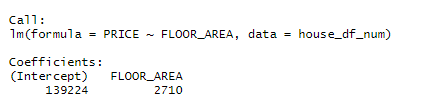 Call:
lm(formula = PRICE ~ FLOOR_AREA, data = house_df_num)
Coefficients:
(Intercept)   FLOOR_AREA
     139224         2710